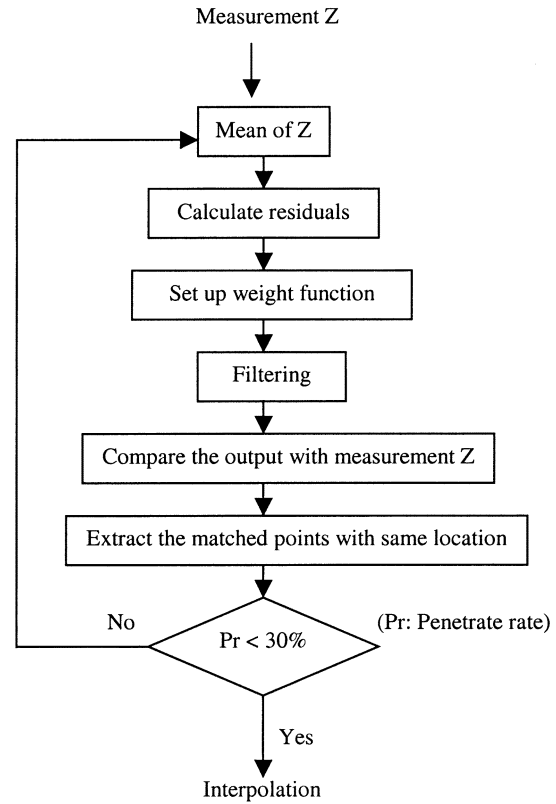 Measurement Z
Mean of Z
Calculate residuals
Set up weight function
Filtering
Compare the output with measurement Z
Extract the matched points with same location
No
Pr < 30%
(Pr: Penetrate rate)
Yes
Interpolation